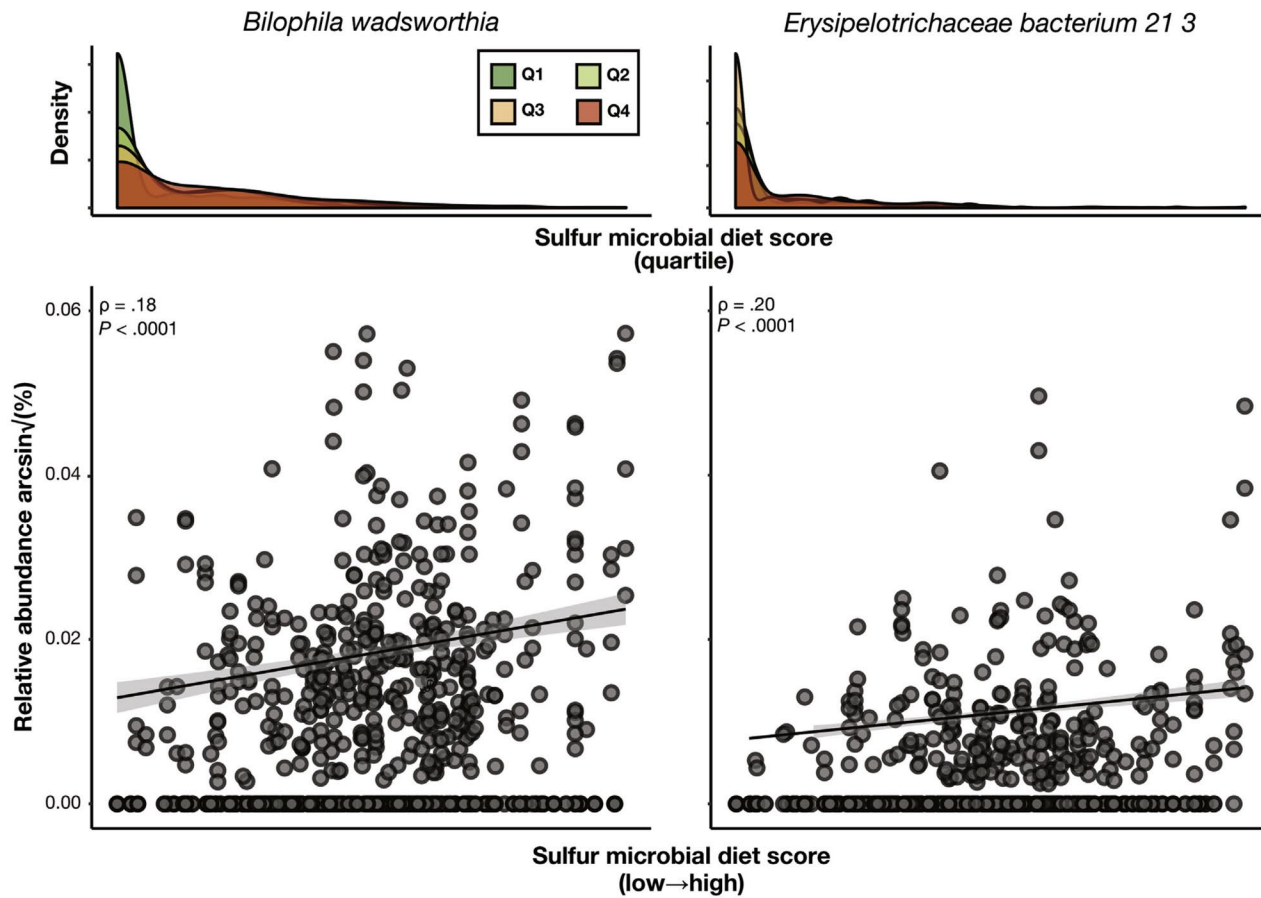 Bilophila wadsworthia
Erysipelotrichaceae bacterium 21 3
Density
Q1
Q2
Q3
Q4
Sulfur microbial diet score
(quartile)
Relative abundance arcsin√(%)
0.06
0.04
0.02
0.00
ρ = .18
P < .0001
ρ = .20
P < .0001
Sulfur microbial diet score
(low→high)